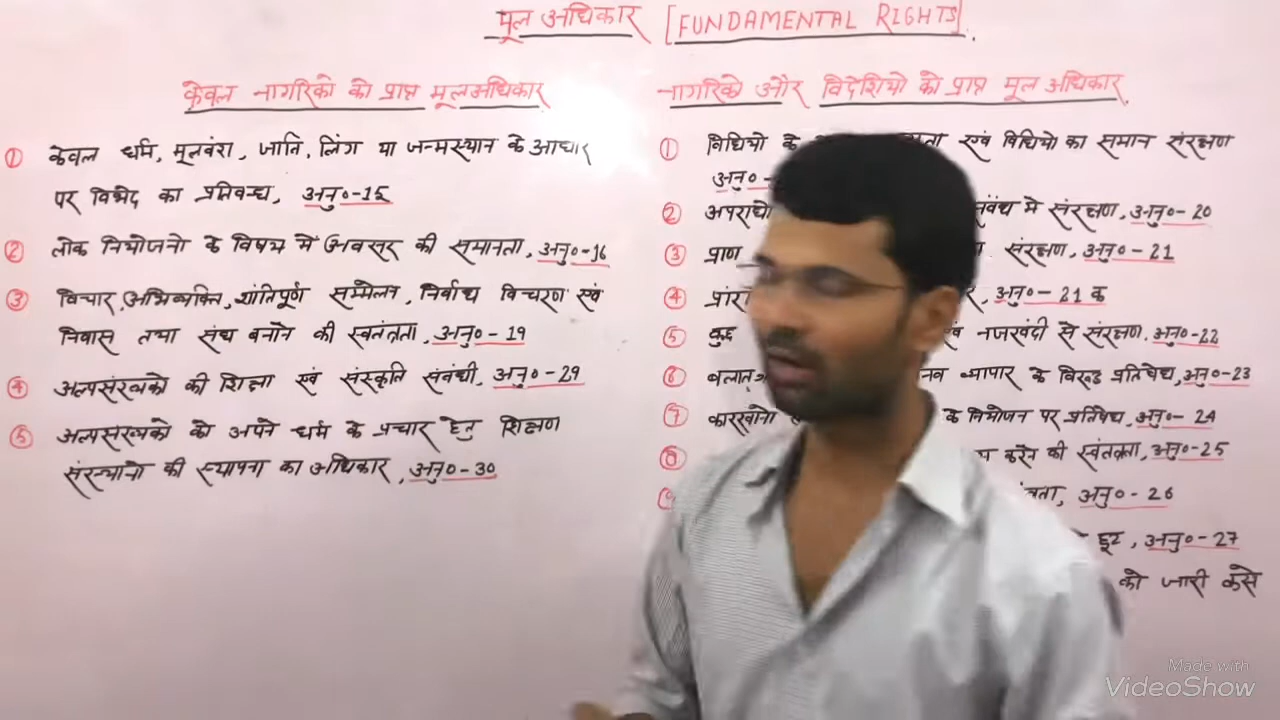 मूल अधिकार [FUNDAMENTAL RIGHTS]
केवल नागरिको को प्राप्त मूलअधिकार
① केवल धर्म, मूलवंश, जाति, लिंग या जन्मस्थान के आधार
पर विभेद का प्रतिबन्ध, अनु०-15
② लोक नियोजनो के विषय में अवसर की समानता, अनु०-16
③ विचार, अभिव्यक्ति, शांतिपूर्ण सम्मेलन, निर्वाध विचरण एवं
निवास तथा संघ बनाने की स्वतंत्रता, अनु०-19
④ अल्पसंख्यको की शिक्षा एवं संस्कृति संबंधी, अनु०-29
⑤ अल्पसंख्यको को अपने धर्म के प्रचार हेतु शिक्षण
संस्थानो की स्थापना का अधिकार, अनु०-30
नागरिको और विदेशियो को प्राप्त मूल अधिकार
① विधियो के एवं विधियो का समान संरक्षण
अनु०-
② अपराधो संबंध में संरक्षण, अनु०-20
③ प्राण संरक्षण, अनु०-21
④ अनु०-21 क
⑤ कुछ नजरबंदी से संरक्षण, अनु०-22
⑥ व्यापार के विरूद्ध प्रतिषेध, अनु०-23
⑦ कारखानो के नियोजन पर प्रतिषेध, अनु०-24
⑧ करने की स्वंतत्रता, अनु०-25
⑨ अनु०-26
छूट, अनु०-27
को जारी
Made with
VideoShow